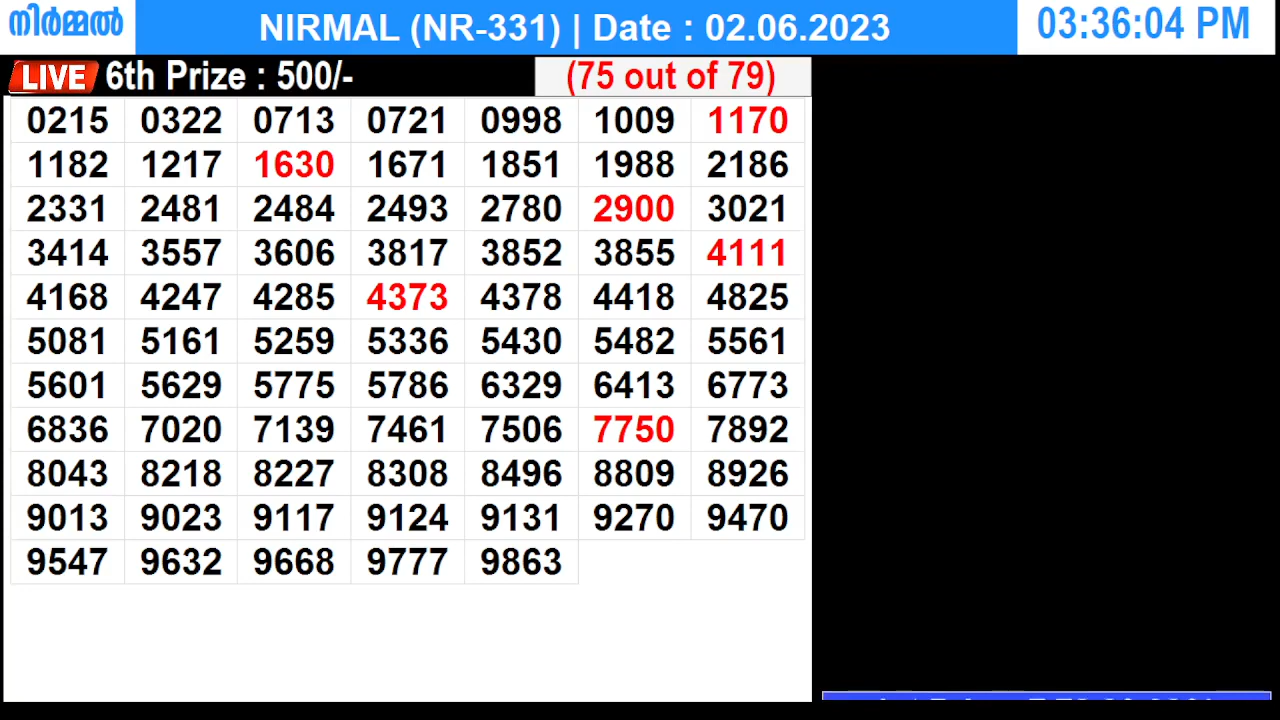 നിർമ്മൽ NIRMAL (NR-331) | Date : 02.06.2023 03:36:04 PM
LIVE 6th Prize : 500/- (75 out of 79)
0215 0322 0713 0721 0998 1009 1170
1182 1217 1630 1671 1851 1988 2186
2331 2481 2484 2493 2780 2900 3021
3414 3557 3606 3817 3852 3855 4111
4168 4247 4285 4373 4378 4418 4825
5081 5161 5259 5336 5430 5482 5561
5601 5629 5775 5786 6329 6413 6773
6836 7020 7139 7461 7506 7750 7892
8043 8218 8227 8308 8496 8809 8926
9013 9023 9117 9124 9131 9270 9470
9547 9632 9668 9777 9863